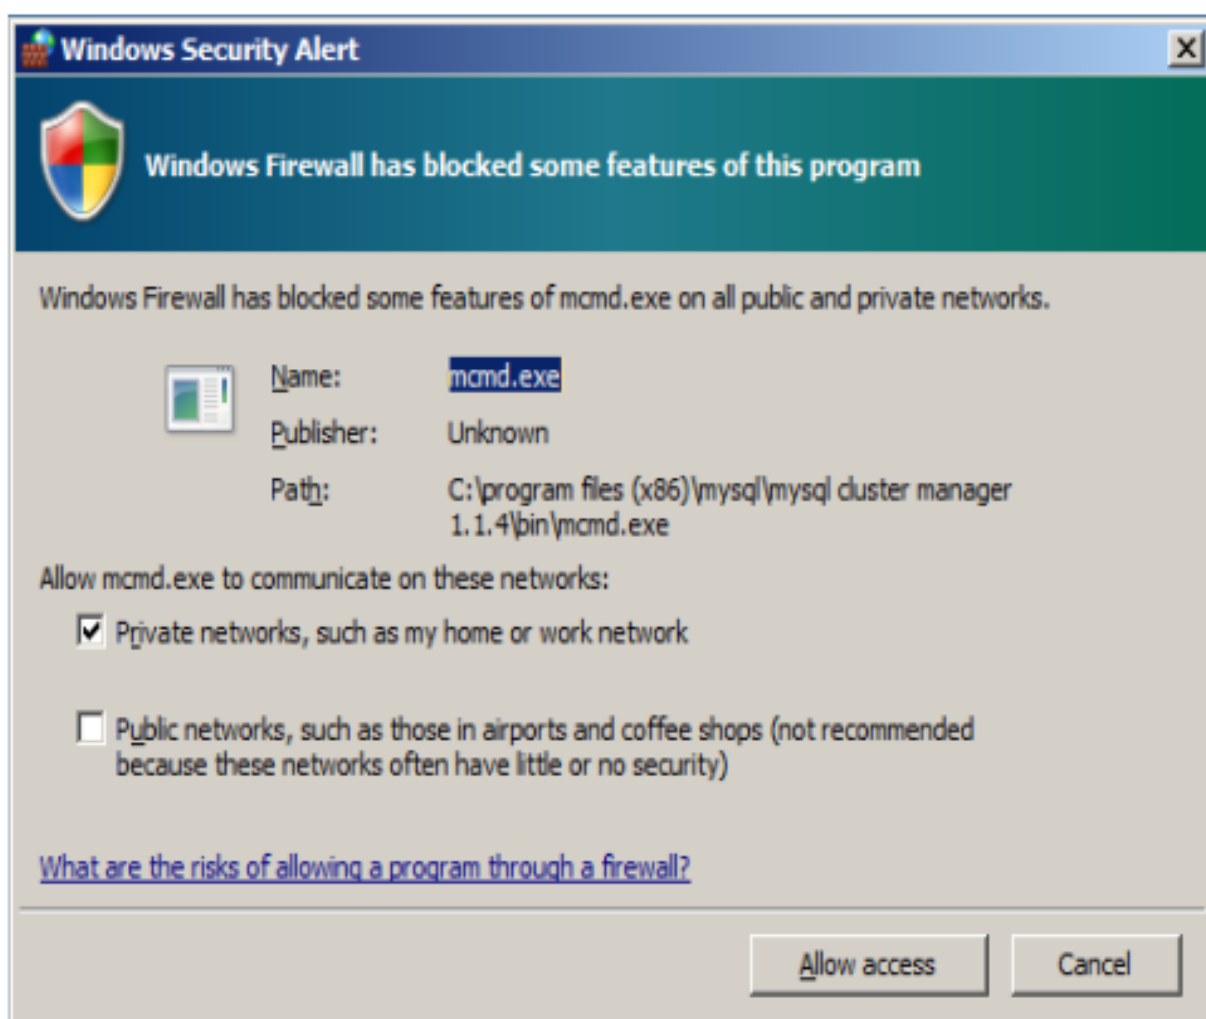 Windows Security Alert
Windows Firewall has blocked some features of this program
Windows Firewall has blocked some features of mcmd.exe on all public and private networks.
Name: mcmd.exe
Publisher: Unknown
Path: C:\program files (x86)\mysql\mysql cluster manager
1.1.4\bin\mcmd.exe
Allow mcmd.exe to communicate on these networks:
Private networks, such as my home or work network
Public networks, such as those in airports and coffee shops (not recommended
because these networks often have little or no security)
What are the risks of allowing a program through a firewall?
Allow access Cancel